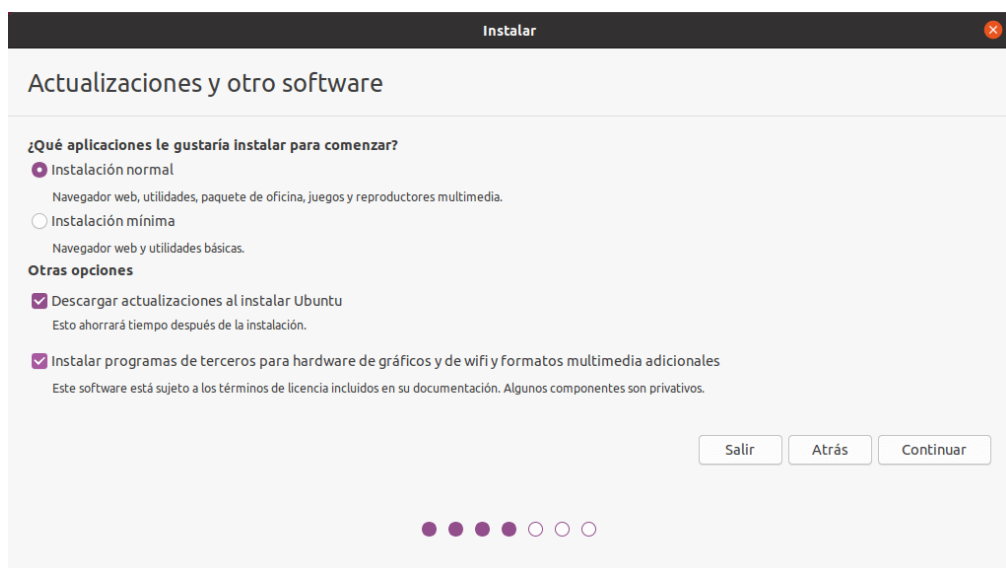 Instalar
Actualizaciones y otro software
¿Qué aplicaciones le gustaría instalar para comenzar?
Instalación normal
Navegador web, utilidades, paquete de oficina, juegos y reproductores multimedia.
Instalación mínima
Navegador web y utilidades básicas.
Otras opciones
Descargar actualizaciones al instalar Ubuntu
Esto ahorrará tiempo después de la instalación.
Instalar programas de terceros para hardware de gráficos y de wifi y formatos multimedia adicionales
Este software está sujeto a los términos de licencia incluidos en su documentación. Algunos componentes son privativos.
Salir Atrás Continuar